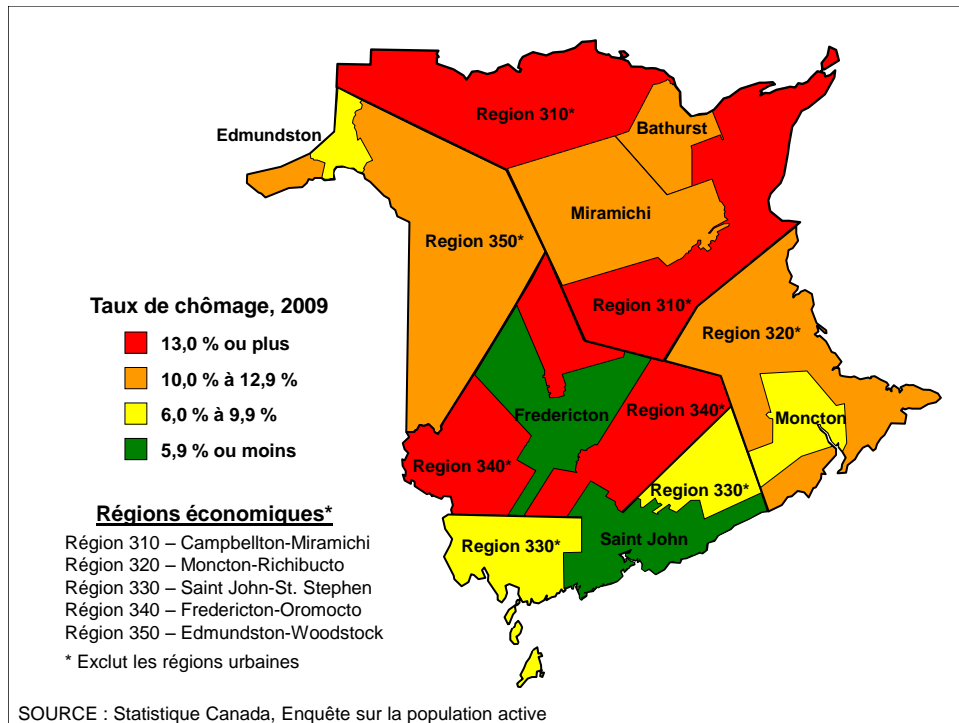 Region 310*
Edmundston
Bathurst
Miramichi
Region 350*
Region 310*
Region 320*
Fredericton
Region 340*
Moncton
Region 340*
Region 330*
Saint John
Region 330*
Taux de chômage, 2009
13,0 % ou plus
10,0 % à 12,9 %
6,0 % à 9,9 %
5,9 % ou moins
Régions économiques*
Région 310 – Campbellton-Miramichi
Région 320 – Moncton-Richibucto
Région 330 – Saint John-St. Stephen
Région 340 – Fredericton-Oromocto
Région 350 – Edmundston-Woodstock
* Exclut les régions urbaines
SOURCE : Statistique Canada, Enquête sur la population active